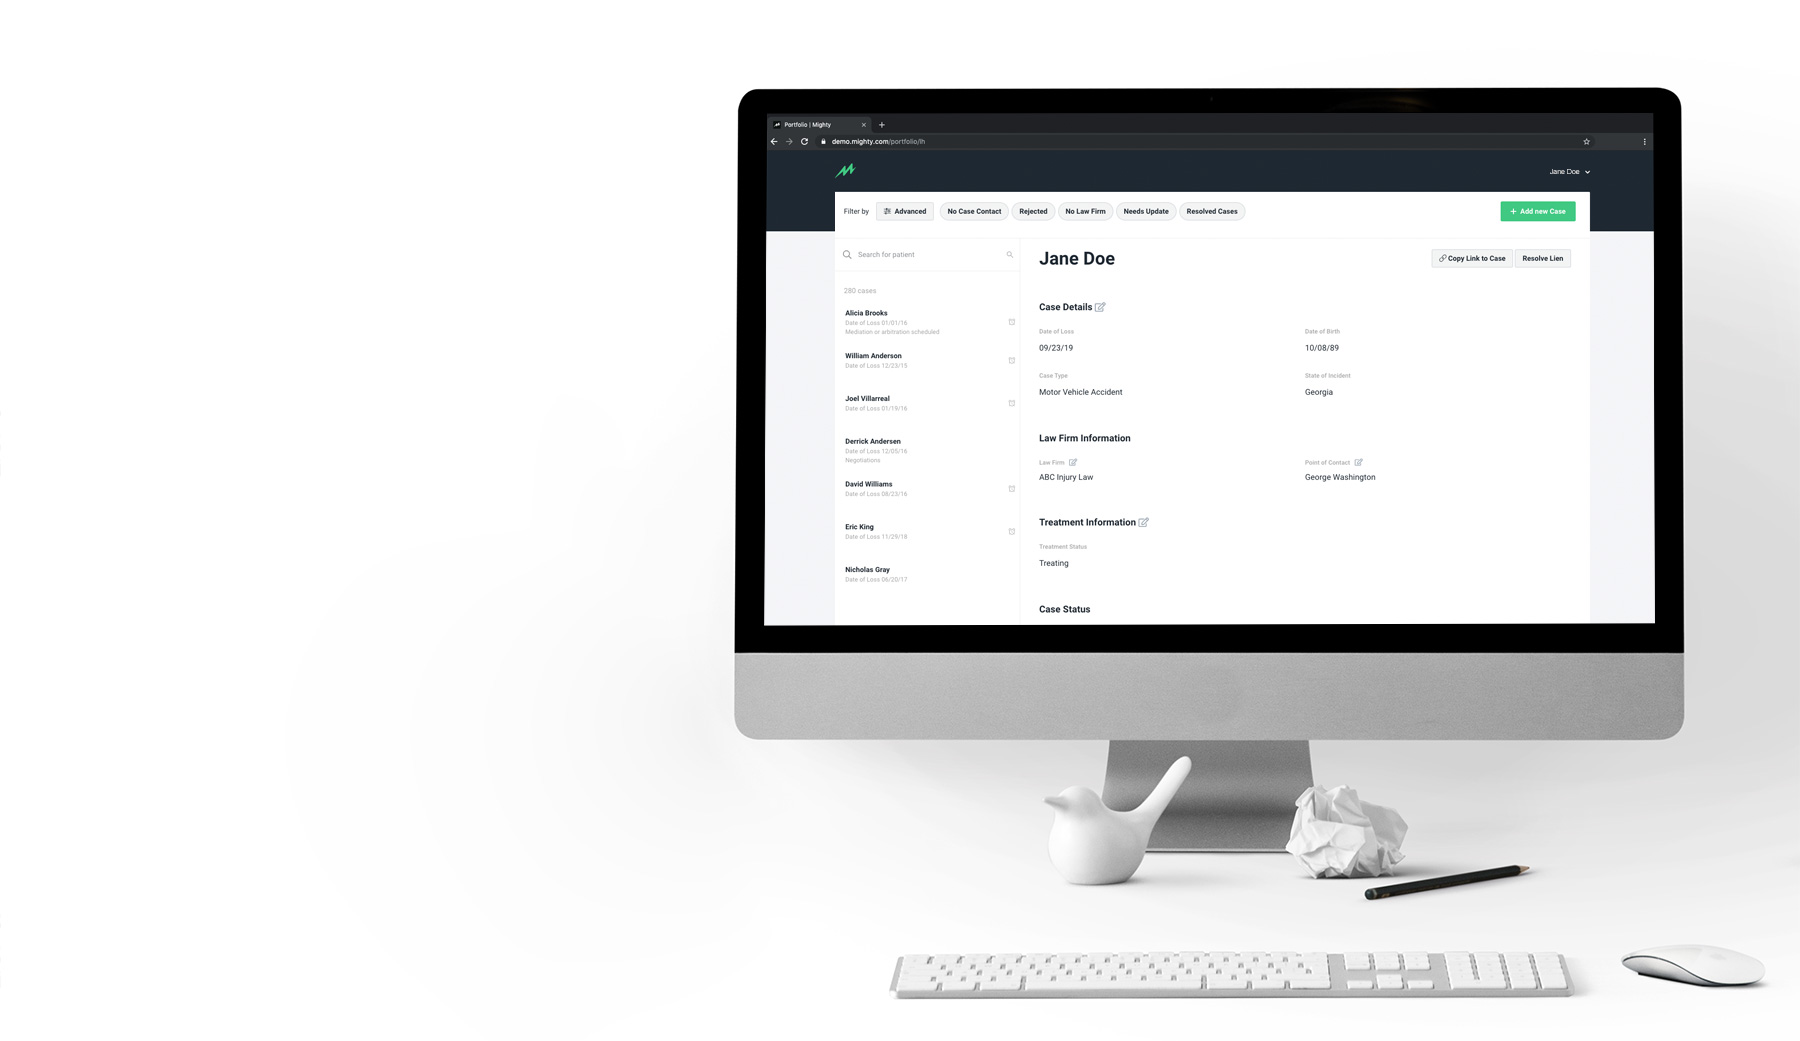 Portfolio | Mighty
demo.mighty.com/portfolio/lh
Jane Doe
Filter by Advanced No Case Contact Rejected No Law Firm Needs Update Resolved Cases + Add new Case
Search for patient
280 cases
Alicia Brooks
Date of Loss 01/01/16
Mediation or arbitration scheduled
William Anderson
Date of Loss 12/23/15
Joel Villarreal
Date of Loss 01/19/16
Derrick Andersen
Date of Loss 12/05/16
Negotiations
David Williams
Date of Loss 08/23/16
Eric King
Date of Loss 11/29/18
Nicholas Gray
Date of Loss 06/20/17
Jane Doe
Copy Link to Case Resolve Lien
Case Details
Date of Loss Date of Birth
09/23/19 10/08/89
Case Type State of Incident
Motor Vehicle Accident Georgia
Law Firm Information
Law Firm Point of Contact
ABC Injury Law George Washington
Treatment Information
Treatment Status
Treating
Case Status